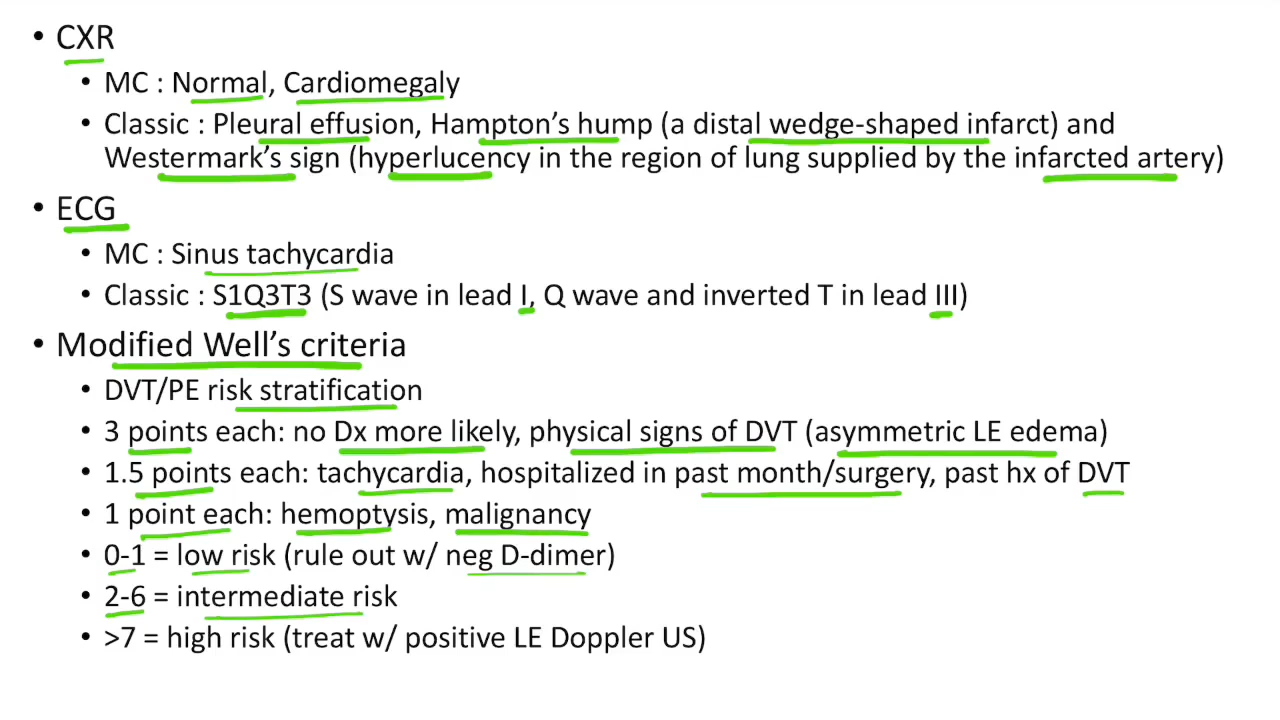 • CXR
• MC : Normal, Cardiomegaly
• Classic : Pleural effusion, Hampton’s hump (a distal wedge-shaped infarct) and
Westermark’s sign (hyperlucency in the region of lung supplied by the infarcted artery)
• ECG
• MC : Sinus tachycardia
• Classic : S1Q3T3 (S wave in lead I, Q wave and inverted T in lead III)
• Modified Well’s criteria
• DVT/PE risk stratification
• 3 points each: no Dx more likely, physical signs of DVT (asymmetric LE edema)
• 1.5 points each: tachycardia, hospitalized in past month/surgery, past hx of DVT
• 1 point each: hemoptysis, malignancy
• 0-1 = low risk (rule out w/ neg D-dimer)
• 2-6 = intermediate risk
• >7 = high risk (treat w/ positive LE Doppler US)